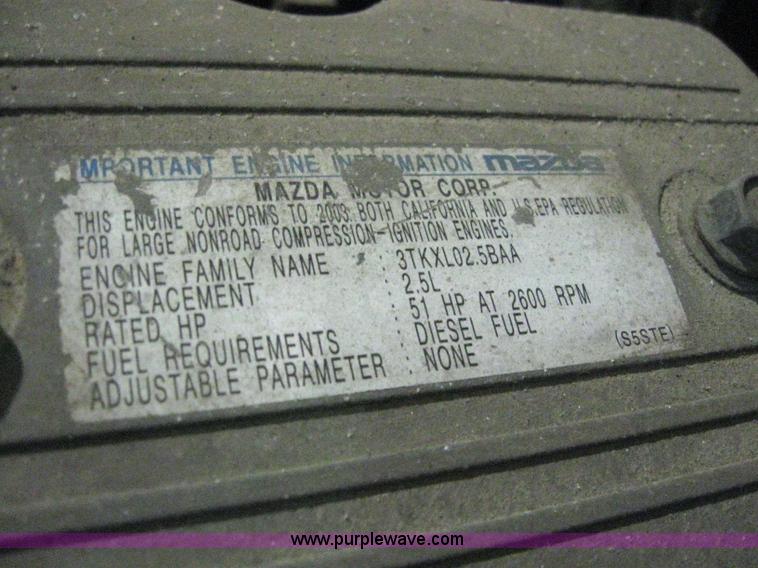 IMPORTANT ENGINE INFORMATION mazda
MAZDA MOTOR CORP.
THIS ENGINE CONFORMS TO 2003 BOTH CALIFORNIA AND U.S.EPA REGULATION
FOR LARGE NONROAD COMPRESSION-IGNITION ENGINES.
ENGINE FAMILY NAME : 3TKXL02.5BAA
DISPLACEMENT : 2.5L
RATED HP : 51 HP AT 2600 RPM
FUEL REQUIREMENTS : DIESEL FUEL
ADJUSTABLE PARAMETER : NONE
(S5STE)
www.purplewave.com